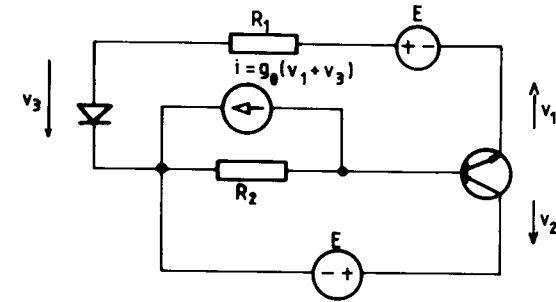 E
R₁
+ -
i = g₀(v₁ + v₃)
v₃
v₁
R₂
v₂
E
- +